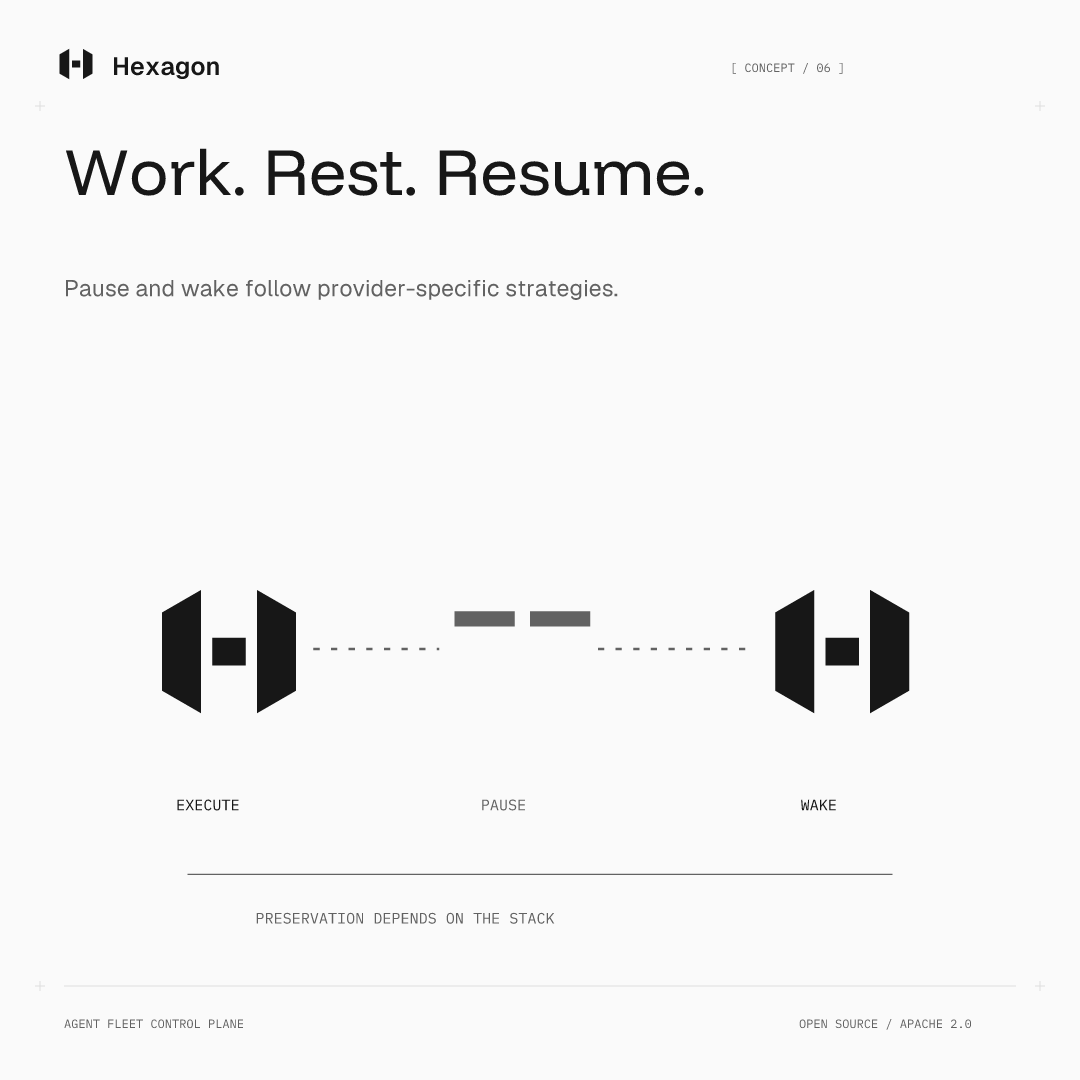 Hexagon
[ CONCEPT / 06 ]
Work. Rest. Resume.
Pause and wake follow provider-specific strategies.
EXECUTE
PAUSE
WAKE
PRESERVATION DEPENDS ON THE STACK
AGENT FLEET CONTROL PLANE
OPEN SOURCE / APACHE 2.0